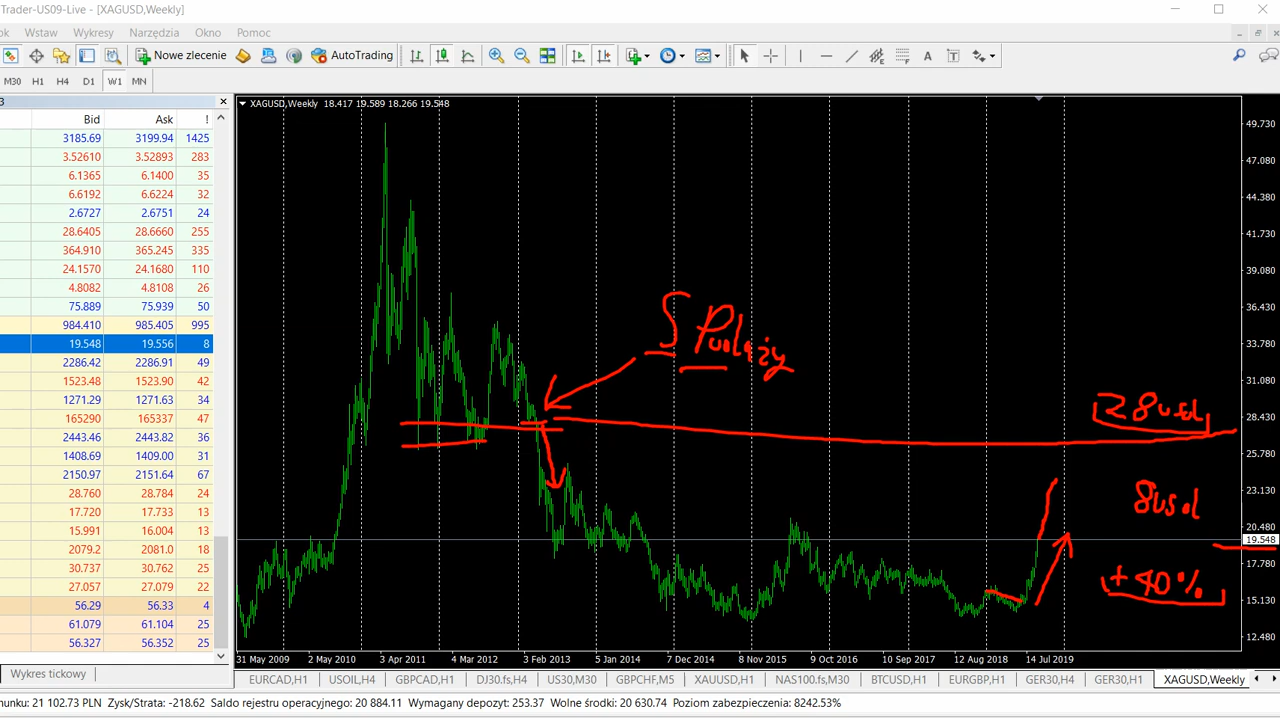 Trader-US09-Live - [XAGUSD,Weekly]
ok Wstaw Wykresy Narzędzia Okno Pomoc
Nowe zlecenie AutoTrading
M30 H1 H4 D1 W1 MN
3
Bid Ask !
3185.69 3199.94 1425
3.52610 3.52893 283
6.1365 6.1400 35
6.6192 6.6224 32
2.6727 2.6751 24
28.6405 28.6660 255
364.910 365.245 335
24.1570 24.1680 110
4.8082 4.8108 26
75.889 75.939 50
984.410 985.405 995
19.548 19.556 8
2286.42 2286.91 49
1523.48 1523.90 42
1271.29 1271.63 34
165290 165337 47
2443.46 2443.82 36
1408.69 1409.00 31
2150.97 2151.64 67
28.760 28.784 24
17.720 17.733 13
15.991 16.004 13
2079.2 2081.0 18
30.737 30.762 25
27.057 27.079 22
56.29 56.33 4
61.079 61.104 25
56.327 56.352 25
Wykres tickowy
XAGUSD,Weekly 18.417 19.589 18.266 19.548
49.730
47.080
44.380
41.730
39.080
36.430
33.780
31.080
28.430
25.780
23.130
20.480
19.548
17.780
15.130
12.480
28usd
8usd
+40%
31 May 2009 2 May 2010 3 Apr 2011 4 Mar 2012 3 Feb 2013 5 Jan 2014 7 Dec 2014 8 Nov 2015 9 Oct 2016 10 Sep 2017 12 Aug 2018 14 Jul 2019
EURCAD,H1 USOIL,H4 GBPCAD,H1 DJ30.fs,H4 US30,M30 GBPCHF,M5 XAUUSD,H1 NAS100.fs,M30 BTCUSD,H1 EURGBP,H1 GER30,H4 GER30,H1 XAGUSD,Weekly
hunku: 21 102.73 PLN Zysk/Strata: -218.62 Saldo rejestru operacyjnego: 20 884.11 Wymagany depozyt: 253.37 Wolne środki: 20 630.74 Poziom zabezpieczenia: 8242.53%